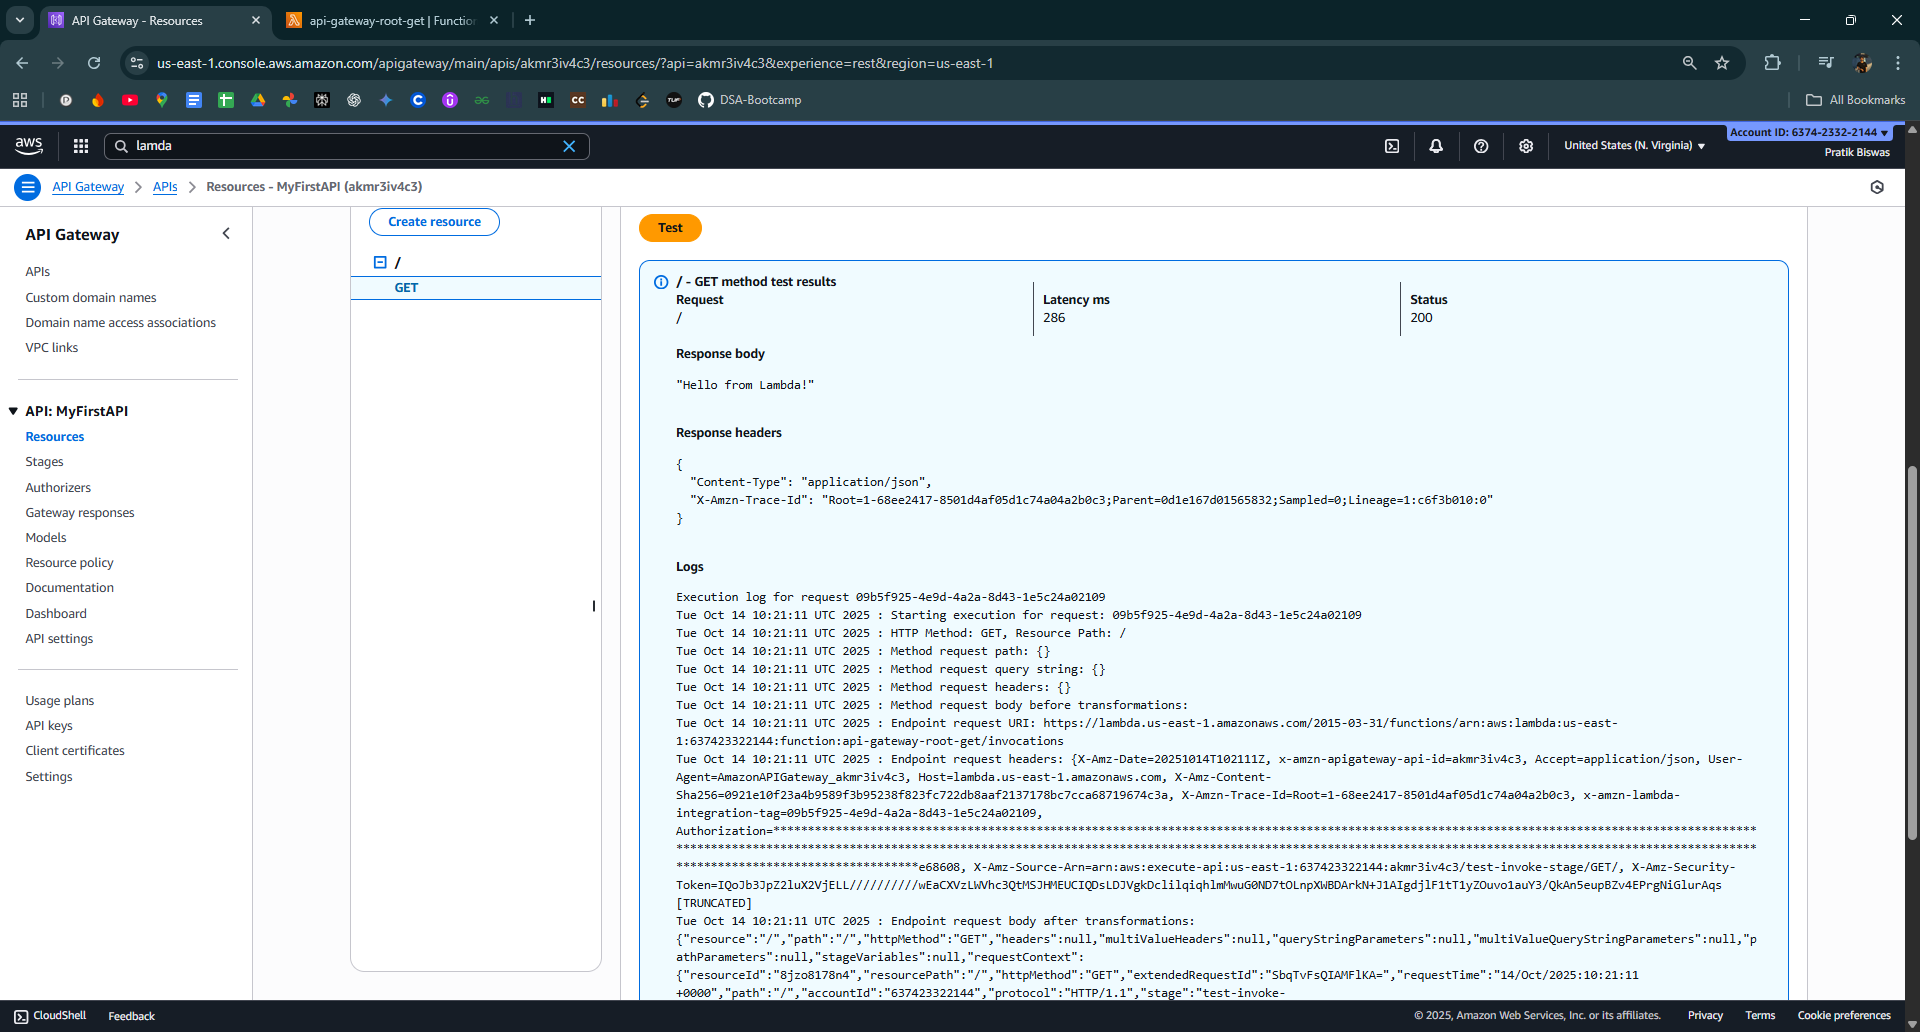 API Gateway - Resources
api-gateway-root-get | Functio
us-east-1.console.aws.amazon.com/apigateway/main/apis/akmr3iv4c3/resources/?api=akmr3iv4c3&experience=rest&region=us-east-1
DSA-Bootcamp
All Bookmarks
aws
lamda
United States (N. Virginia)
Account ID: 6374-2332-2144
Pratik Biswas
API Gateway
APIs
Resources - MyFirstAPI (akmr3iv4c3)
API Gateway
APIs
Custom domain names
Domain name access associations
VPC links
API: MyFirstAPI
Resources
Stages
Authorizers
Gateway responses
Models
Resource policy
Documentation
Dashboard
API settings
Usage plans
API keys
Client certificates
Settings
Create resource
/
GET
Test
/ - GET method test results
Request
/
Latency ms
286
Status
200
Response body
"Hello from Lambda!"
Response headers
{
"Content-Type": "application/json",
"X-Amzn-Trace-Id": "Root=1-68ee2417-8501d4af05d1c74a04a2b0c3;Parent=0d1e167d01565832;Sampled=0;Lineage=1:c6f3b010:0"
}
Logs
Execution log for request 09b5f925-4e9d-4a2a-8d43-1e5c24a02109
Tue Oct 14 10:21:11 UTC 2025 : Starting execution for request: 09b5f925-4e9d-4a2a-8d43-1e5c24a02109
Tue Oct 14 10:21:11 UTC 2025 : HTTP Method: GET, Resource Path: /
Tue Oct 14 10:21:11 UTC 2025 : Method request path: {}
Tue Oct 14 10:21:11 UTC 2025 : Method request query string: {}
Tue Oct 14 10:21:11 UTC 2025 : Method request headers: {}
Tue Oct 14 10:21:11 UTC 2025 : Method request body before transformations:
Tue Oct 14 10:21:11 UTC 2025 : Endpoint request URI: https://lambda.us-east-1.amazonaws.com/2015-03-31/functions/arn:aws:lambda:us-east-
1:637423322144:function:api-gateway-root-get/invocations
Tue Oct 14 10:21:11 UTC 2025 : Endpoint request headers: {X-Amz-Date=20251014T102111Z, x-amzn-apigateway-api-id=akmr3iv4c3, Accept=application/json, User-
Agent=AmazonAPIGateway_akmr3iv4c3, Host=lambda.us-east-1.amazonaws.com, X-Amz-Content-
Sha256=0921e10f23a4b9589f3b95238f823fc722db8aaf2137178bc7cca68719674c3a, X-Amzn-Trace-Id=Root=1-68ee2417-8501d4af05d1c74a04a2b0c3, x-amzn-lambda-
integration-tag=09b5f925-4e9d-4a2a-8d43-1e5c24a02109,
Authorization=**********************************************************************************************************************************************
************************************************************************************************************************************************************
***********************************e68608, X-Amz-Source-Arn=arn:aws:execute-api:us-east-1:637423322144:akmr3iv4c3/test-invoke-stage/GET/, X-Amz-Security-
Token=IQoJb3JpZ2luX2VjELL//////////wEaCXVzLWVhc3QtMSJHMEUCIQDsLDJVgkDclilqiqhlmMwuG0ND7tOLnpXWBDArkN+J1AIgdjlF1tT1yZOuvo1auY3/QkAn5eupBZv4EPrgNiGlurAqs
[TRUNCATED]
Tue Oct 14 10:21:11 UTC 2025 : Endpoint request body after transformations:
{"resource":"/","path":"/","httpMethod":"GET","headers":null,"multiValueHeaders":null,"queryStringParameters":null,"multiValueQueryStringParameters":null,"p
athParameters":null,"stageVariables":null,"requestContext":
{"resourceId":"8jzo8178n4","resourcePath":"/","httpMethod":"GET","extendedRequestId":"SbqTvFsQIAMFlKA=","requestTime":"14/Oct/2025:10:21:11
+0000","path":"/","accountId":"637423322144","protocol":"HTTP/1.1","stage":"test-invoke-
CloudShell
Feedback
© 2025, Amazon Web Services, Inc. or its affiliates.
Privacy
Terms
Cookie preferences